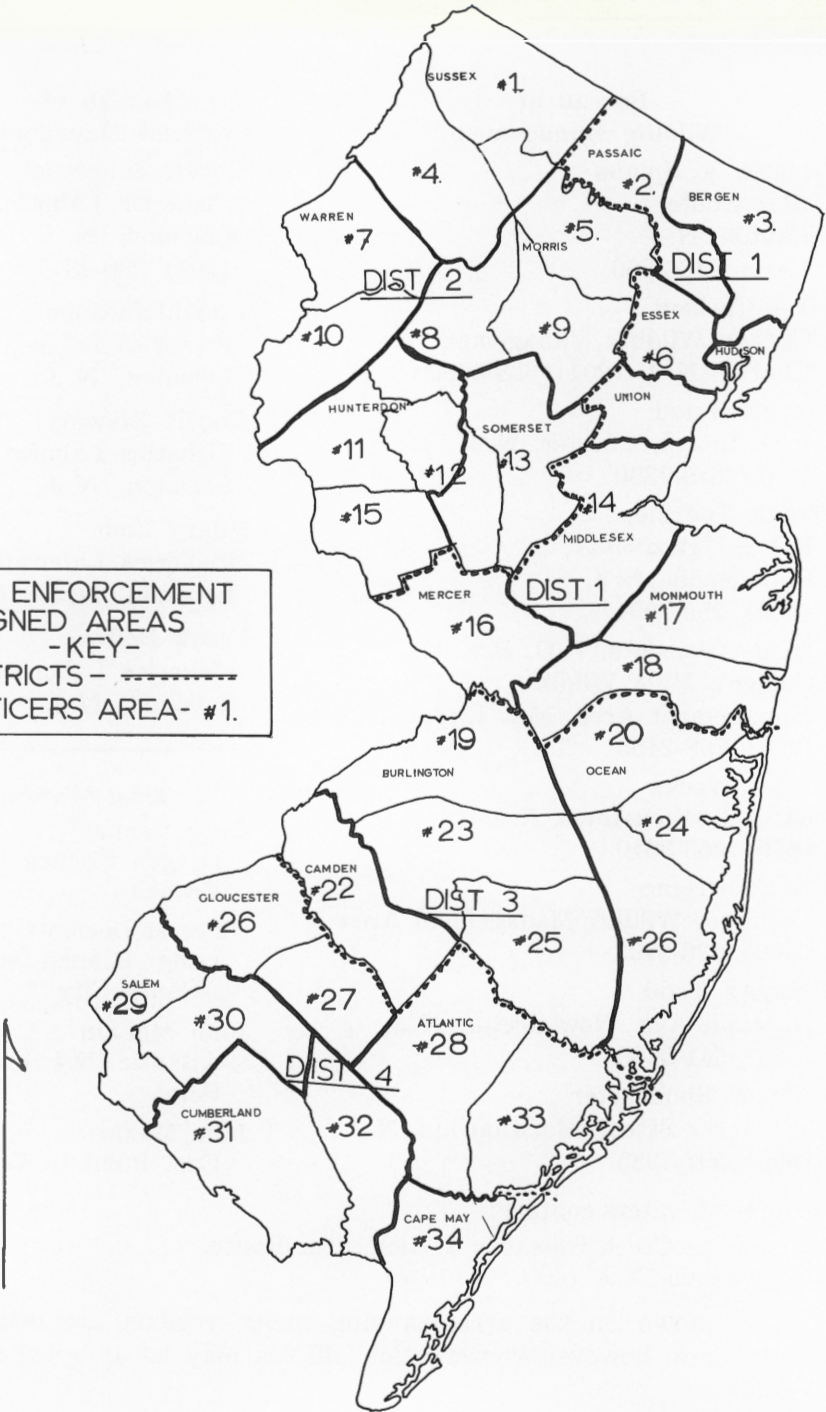 SUSSEX #1.
PASSAIC
#2.
BERGEN
#3.
#4.
WARREN
#7
MORRIS
#5.
DIST 1
DIST 2
ESSEX
#6
HUDSON
#10
#8
#9
UNION
HUNTERDON
#11
#12
SOMERSET
#13
#14
#15
MIDDLESEX
DIST 1
MERCER
#16
MONMOUTH
#17
#18
ENFORCEMENT
GNED AREAS
-KEY-
TRICTS-
FICERS AREA- #1.
#19
BURLINGTON
#20
OCEAN
#23
#24
CAMDEN
#22
DIST 3
#25
GLOUCESTER
#26
#26
SALEM
#29
#30
#27
ATLANTIC
#28
DIST 4
CUMBERLAND
#31
#32
#33
CAPE MAY
#34